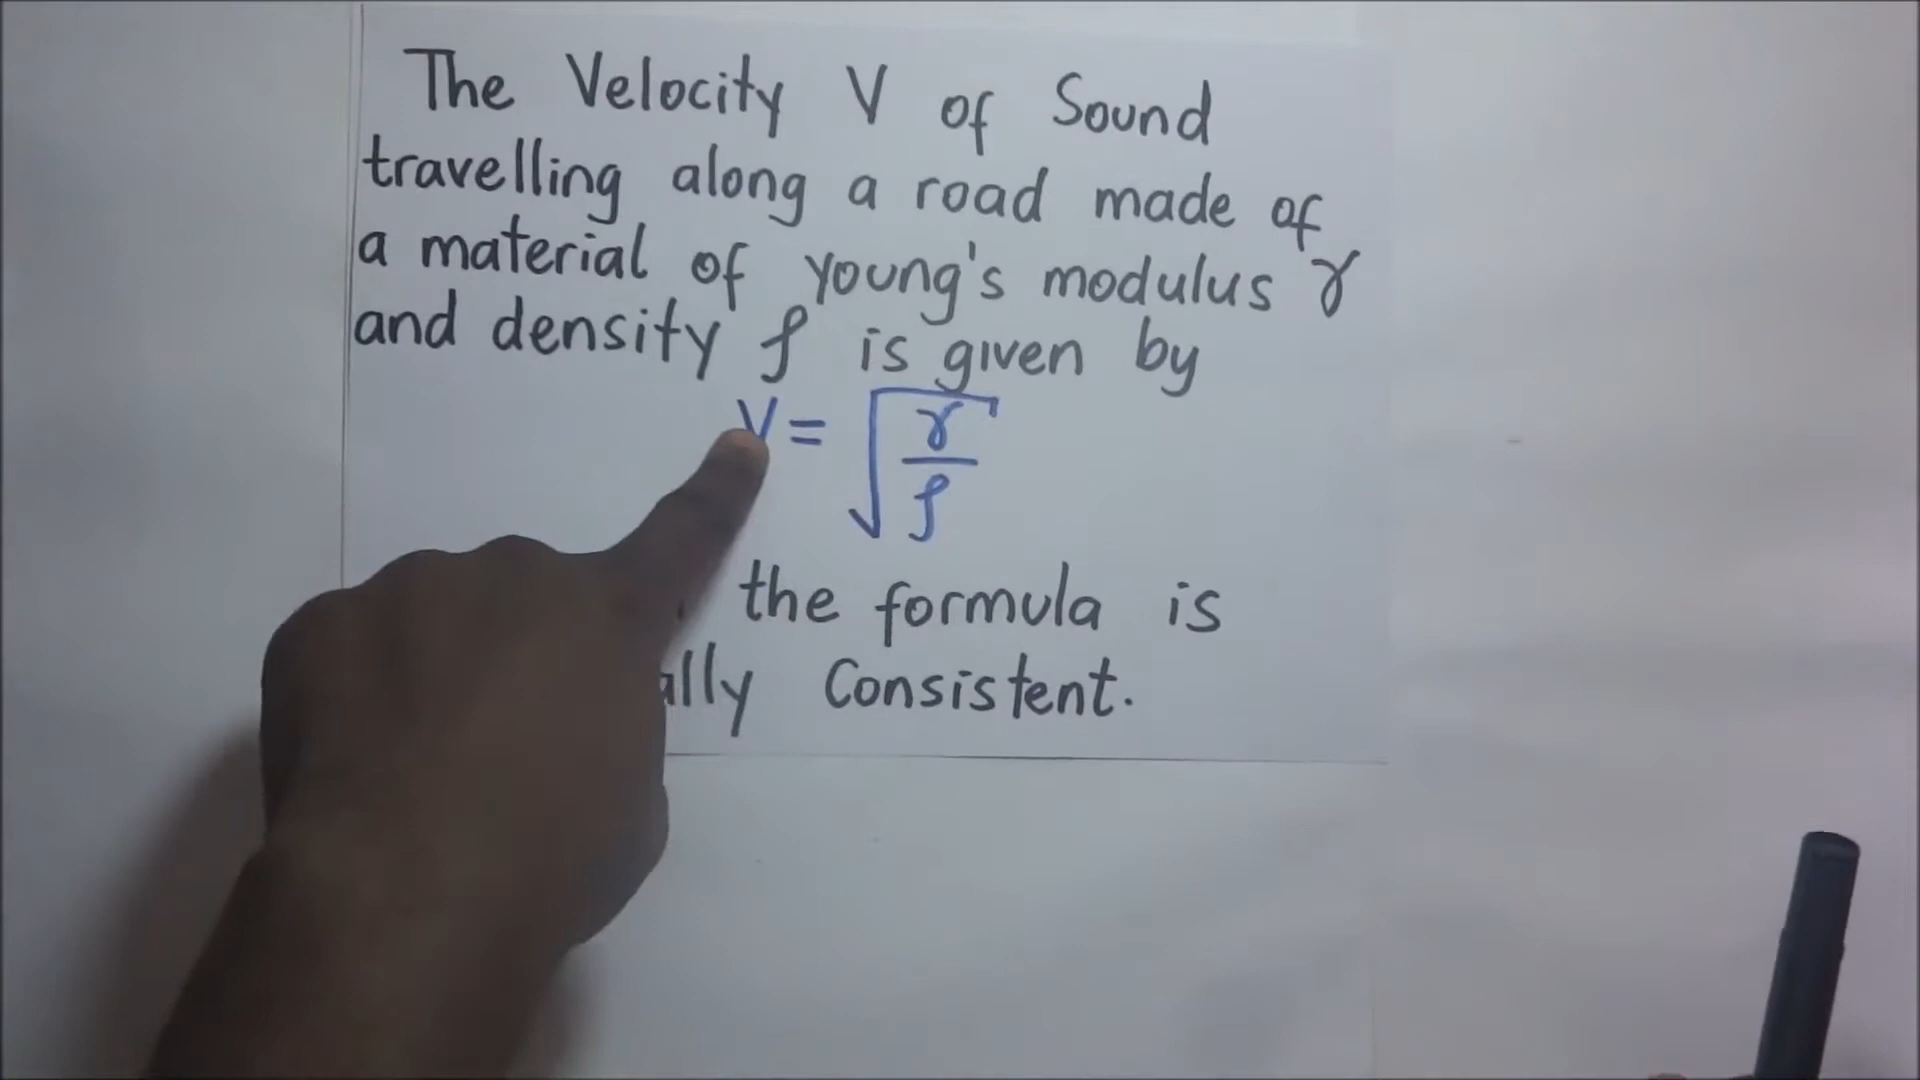 The Velocity V of Sound
travelling along a road made of
a material of young's modulus γ
and density ρ is given by
V = √(γ/ρ)
the formula is
Consistent.